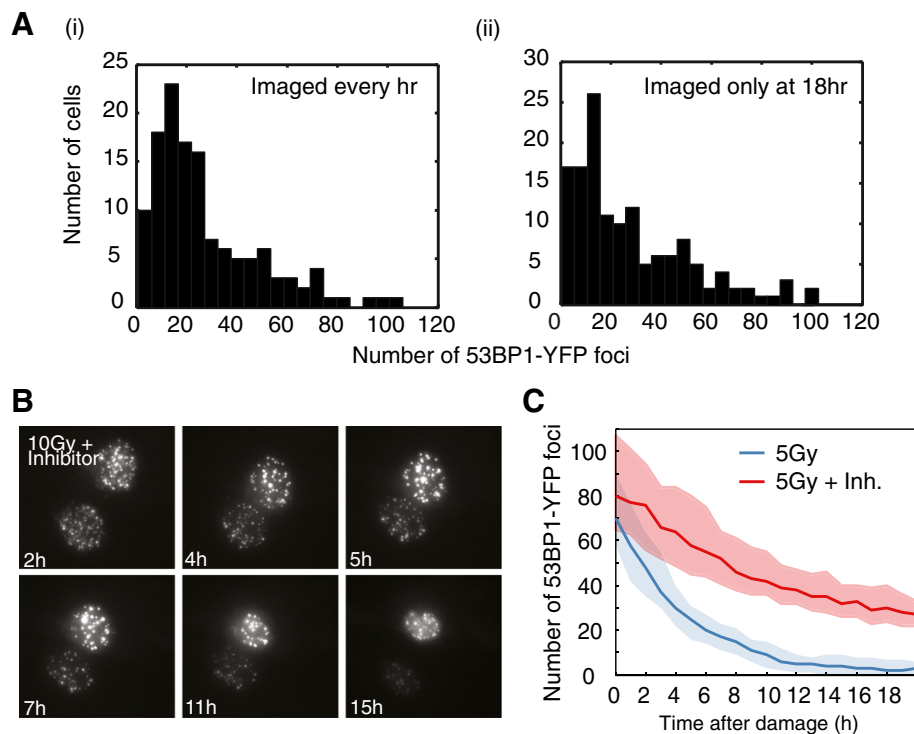 A (i) (ii)
Imaged every hr
Imaged only at 18hr
Number of cells
25
20
15
10
5
0
0 20 40 60 80 100 120
30
25
20
15
10
5
0
0 20 40 60 80 100 120
Number of 53BP1-YFP foci
B
10Gy +
Inhibitor
2h
4h
5h
7h
11h
15h
C
5Gy
5Gy + Inh.
Number of 53BP1-YFP foci
100
80
60
40
20
0
0 2 4 6 8 10 12 14 16 18
Time after damage (h)